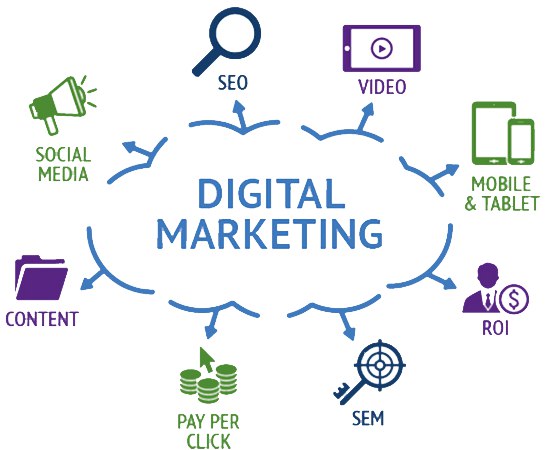 SEO
VIDEO
SOCIAL
MEDIA
MOBILE
& TABLET
DIGITAL
MARKETING
CONTENT
$
ROI
PAY PER
CLICK
SEM